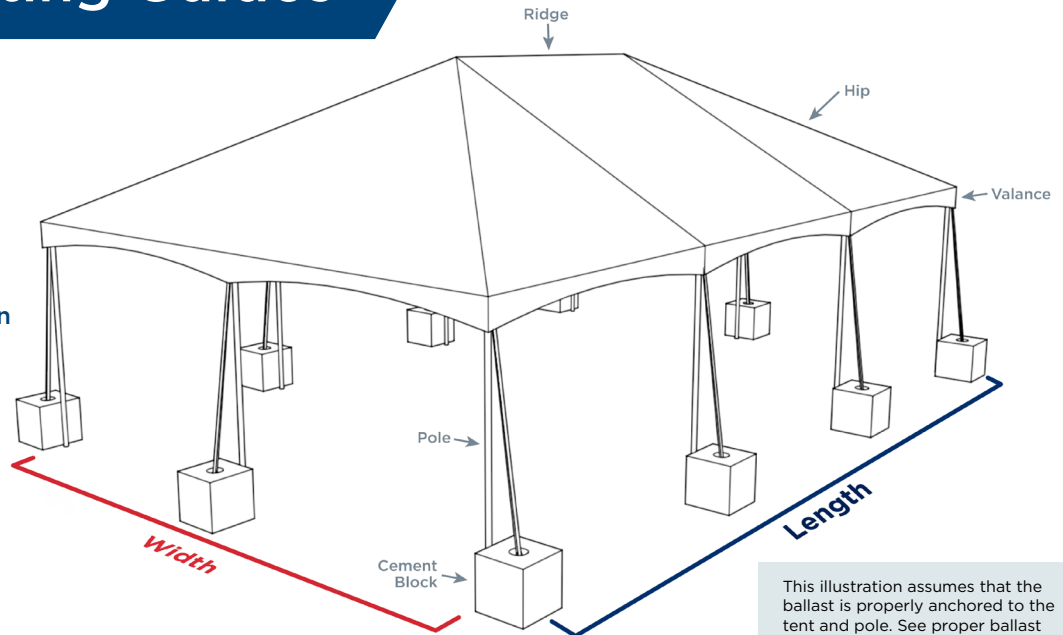 Ridge
Hip
Valance
Pole
Width
Length
Cement
Block
This illustration assumes that the
ballast is properly anchored to the
tent and pole. See proper ballast